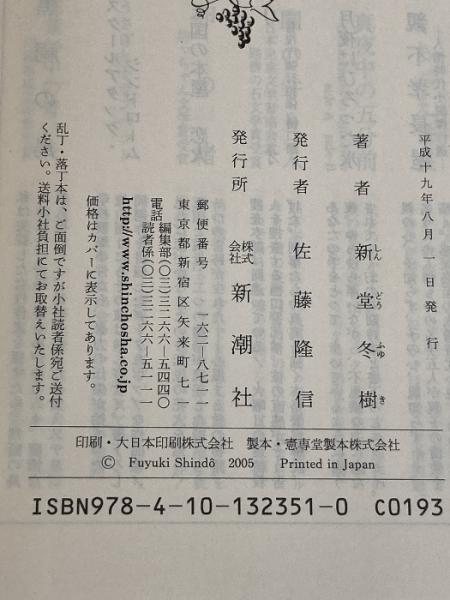 平成十九年八月一日発行
著者 新堂冬樹
しん どう ふゆ き
発行者 佐藤隆信
発行所 株式会社 新潮社
郵便番号 一六二―八七一一
東京都新宿区矢来町七一
電話 編集部(〇三)三二六六―五四四〇
読者係(〇三)三二六六―五一一一
http://www.shinchosha.co.jp
価格はカバーに表示してあります。
乱丁・落丁本は、ご面倒ですが小社読者係宛ご送付
ください。送料小社負担にてお取替えいたします。
印刷・大日本印刷株式会社 製本・憲専堂製本株式会社
© Fuyuki Shindô 2005 Printed in Japan
ISBN978-4-10-132351-0 C0193